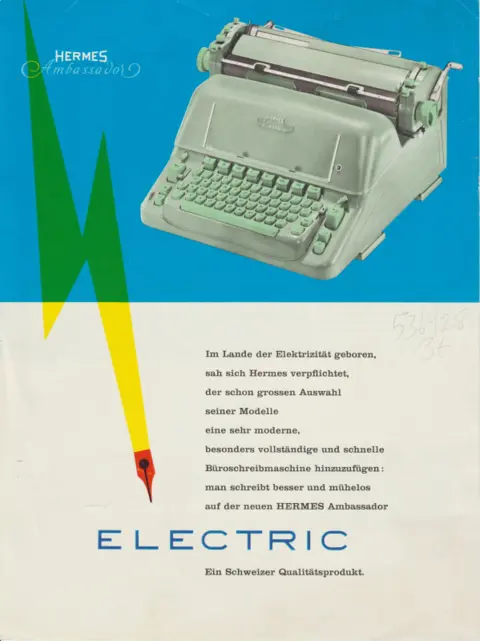 HERMES
Ambassador
Im Lande der Elektrizität geboren,
sah sich Hermes verpflichtet,
der schon grossen Auswahl
seiner Modelle
eine sehr moderne,
besonders vollständige und schnelle
Büroschreibmaschine hinzuzufügen:
man schreibt besser und mühelos
auf der neuen HERMES Ambassador
ELECTRIC
Ein Schweizer Qualitätsprodukt.